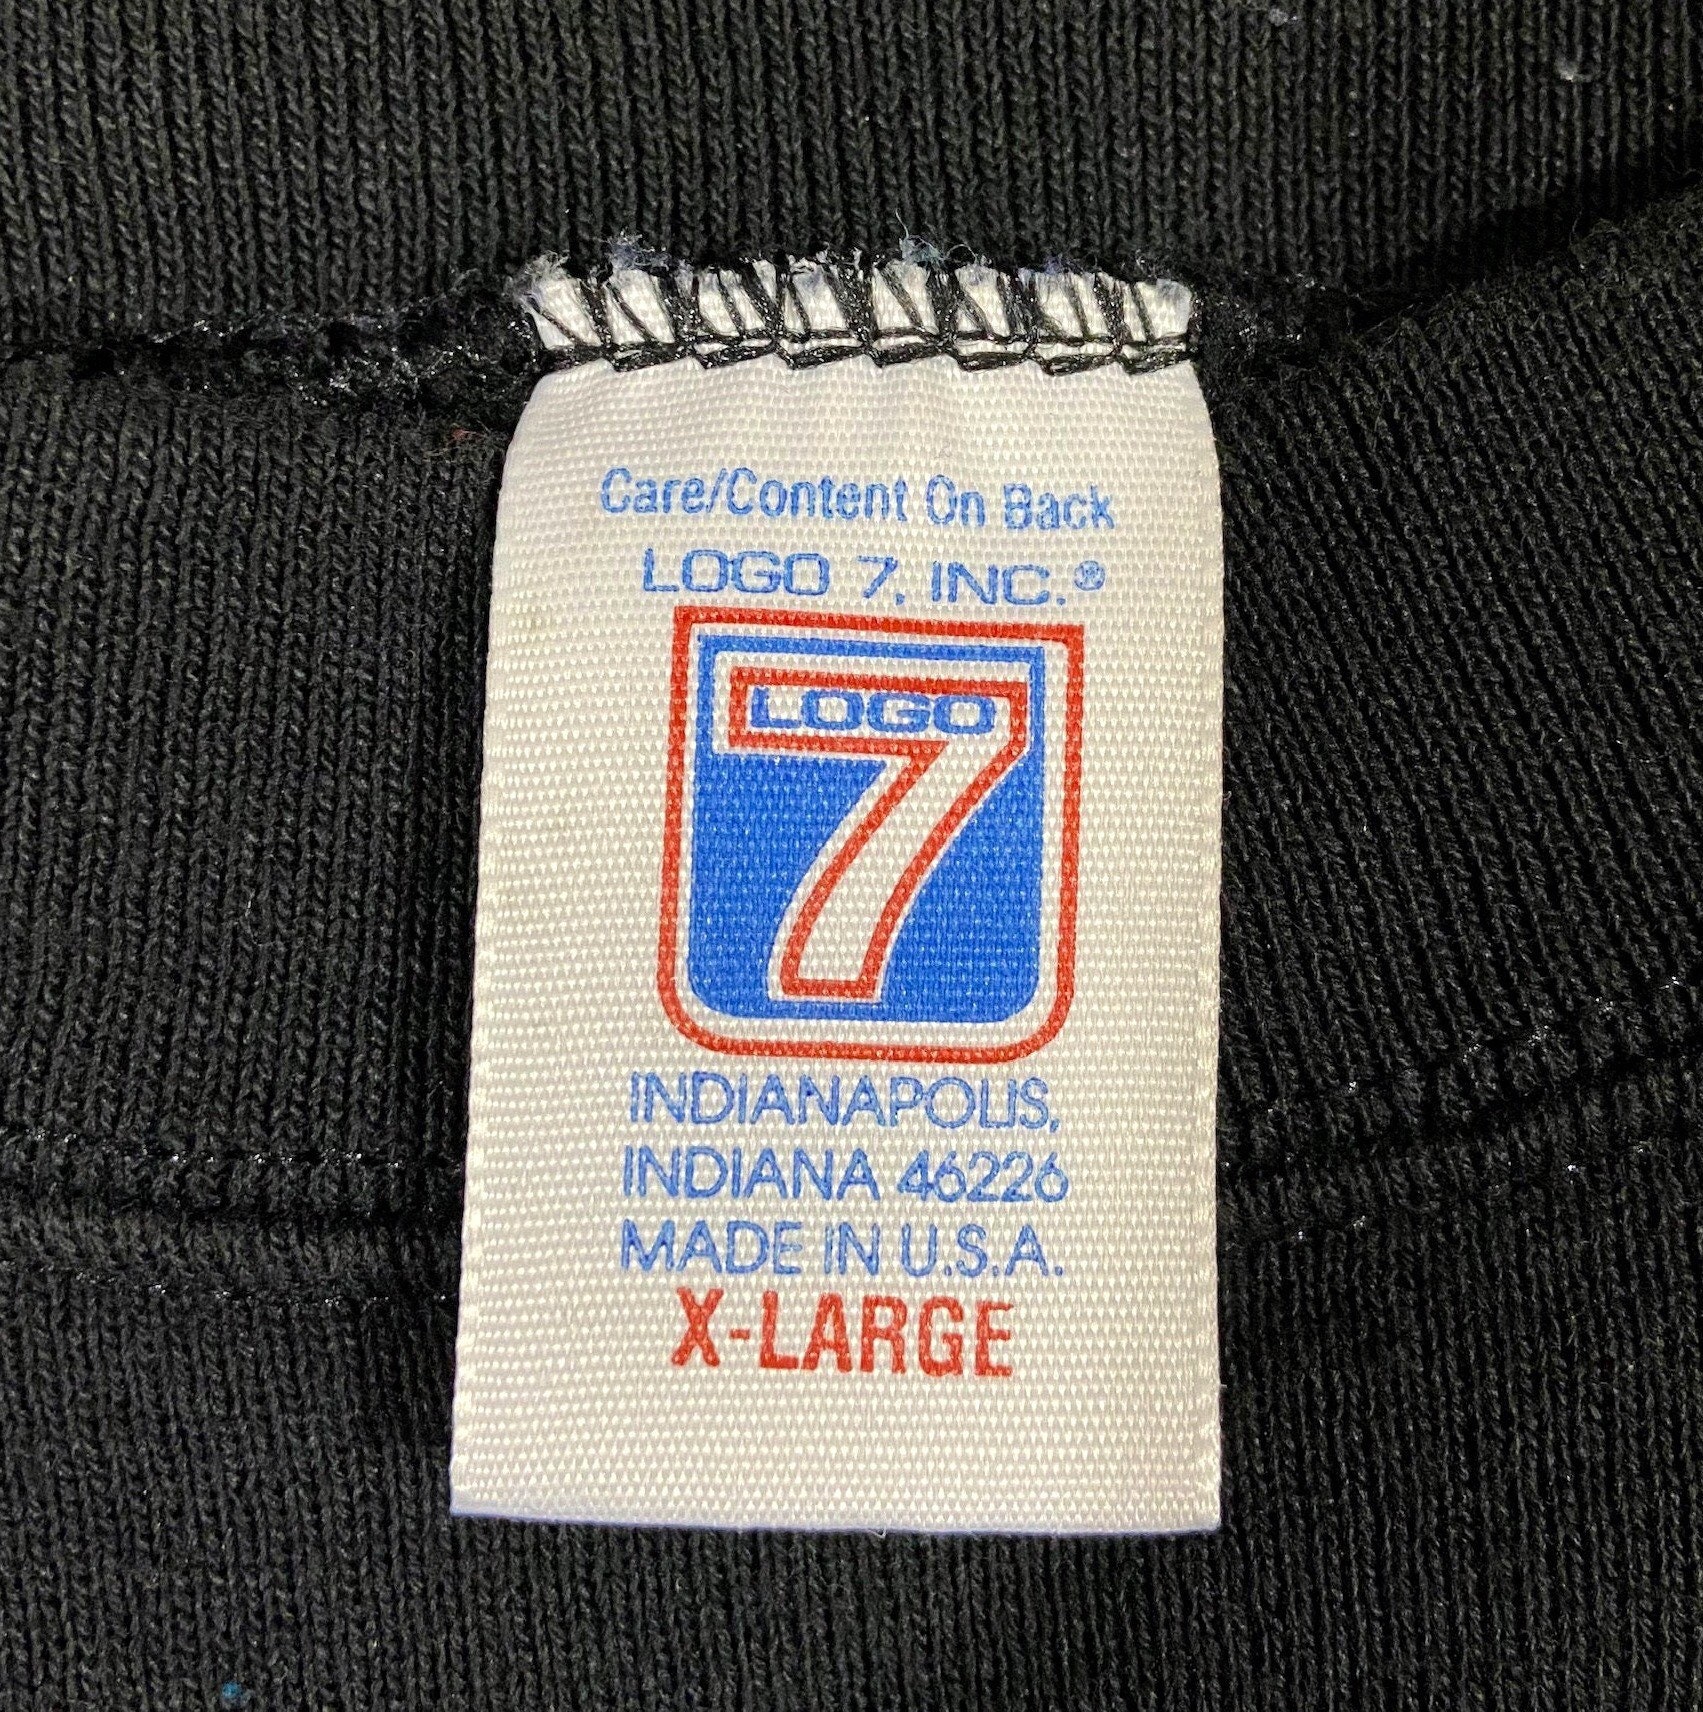 Care/Content On Back
LOGO 7, INC.®
LOGO
7
INDIANAPOLIS,
INDIANA 46226
MADE IN U.S.A.
X-LARGE